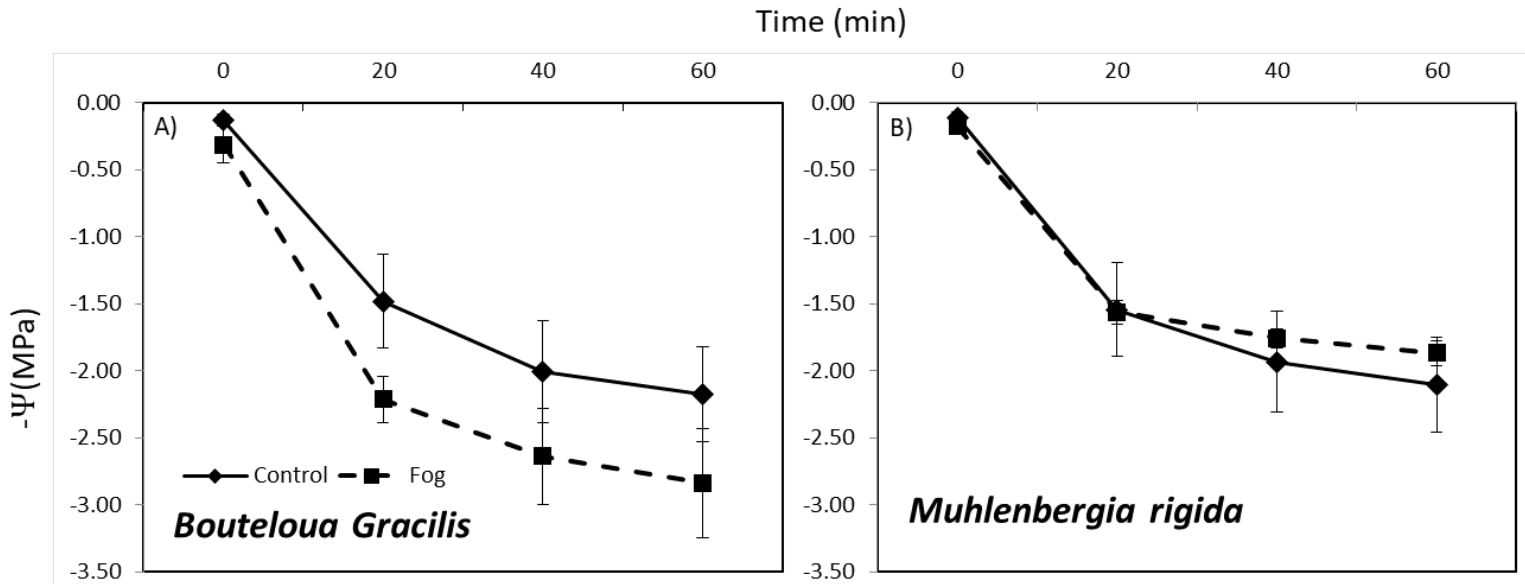 Time (min)
0 20 40 60
0 20 40 60
0.00
-0.50
-1.00
-1.50
-2.00
-2.50
-3.00
-3.50
-Ψ(MPa)
A)
Control Fog
Bouteloua Gracilis
0.00
-0.50
-1.00
-1.50
-2.00
-2.50
-3.00
-3.50
B)
Muhlenbergia rigida